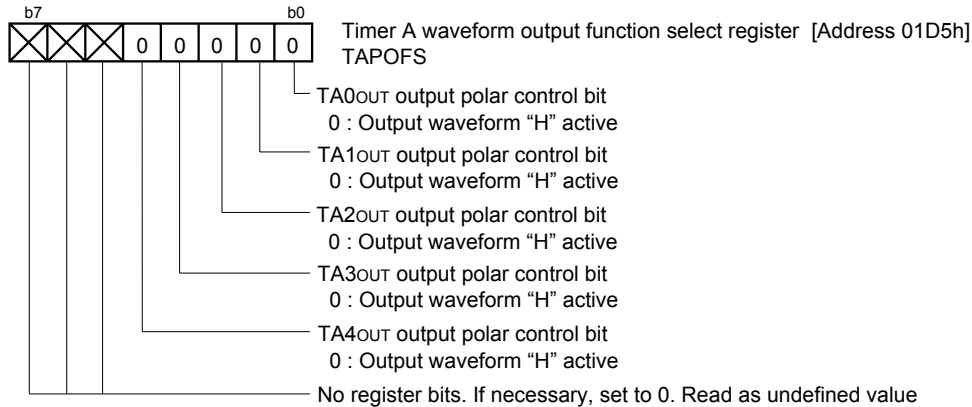 b7 b0
Timer A waveform output function select register [Address 01D5h]
0 0 0 0 0
TAPOFS
TA0OUT output polar control bit
0 : Output waveform “H” active
TA1OUT output polar control bit
0 : Output waveform “H” active
TA2OUT output polar control bit
0 : Output waveform “H” active
TA3OUT output polar control bit
0 : Output waveform “H” active
TA4OUT output polar control bit
0 : Output waveform “H” active
No register bits. If necessary, set to 0. Read as undefined value